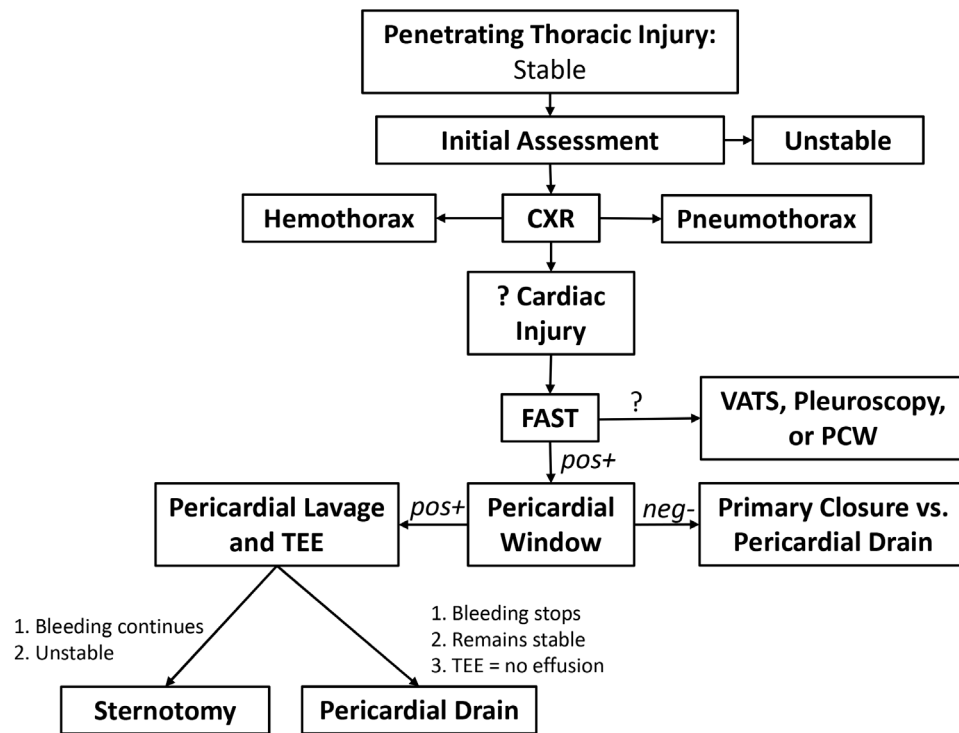 Penetrating Thoracic Injury:
Stable
Initial Assessment
Unstable
Hemothorax
CXR
Pneumothorax
? Cardiac
Injury
FAST
?
VATS, Pleuroscopy,
or PCW
pos+
Pericardial Lavage
and TEE
pos+
Pericardial
Window
neg-
Primary Closure vs.
Pericardial Drain
1. Bleeding continues
2. Unstable
1. Bleeding stops
2. Remains stable
3. TEE = no effusion
Sternotomy
Pericardial Drain